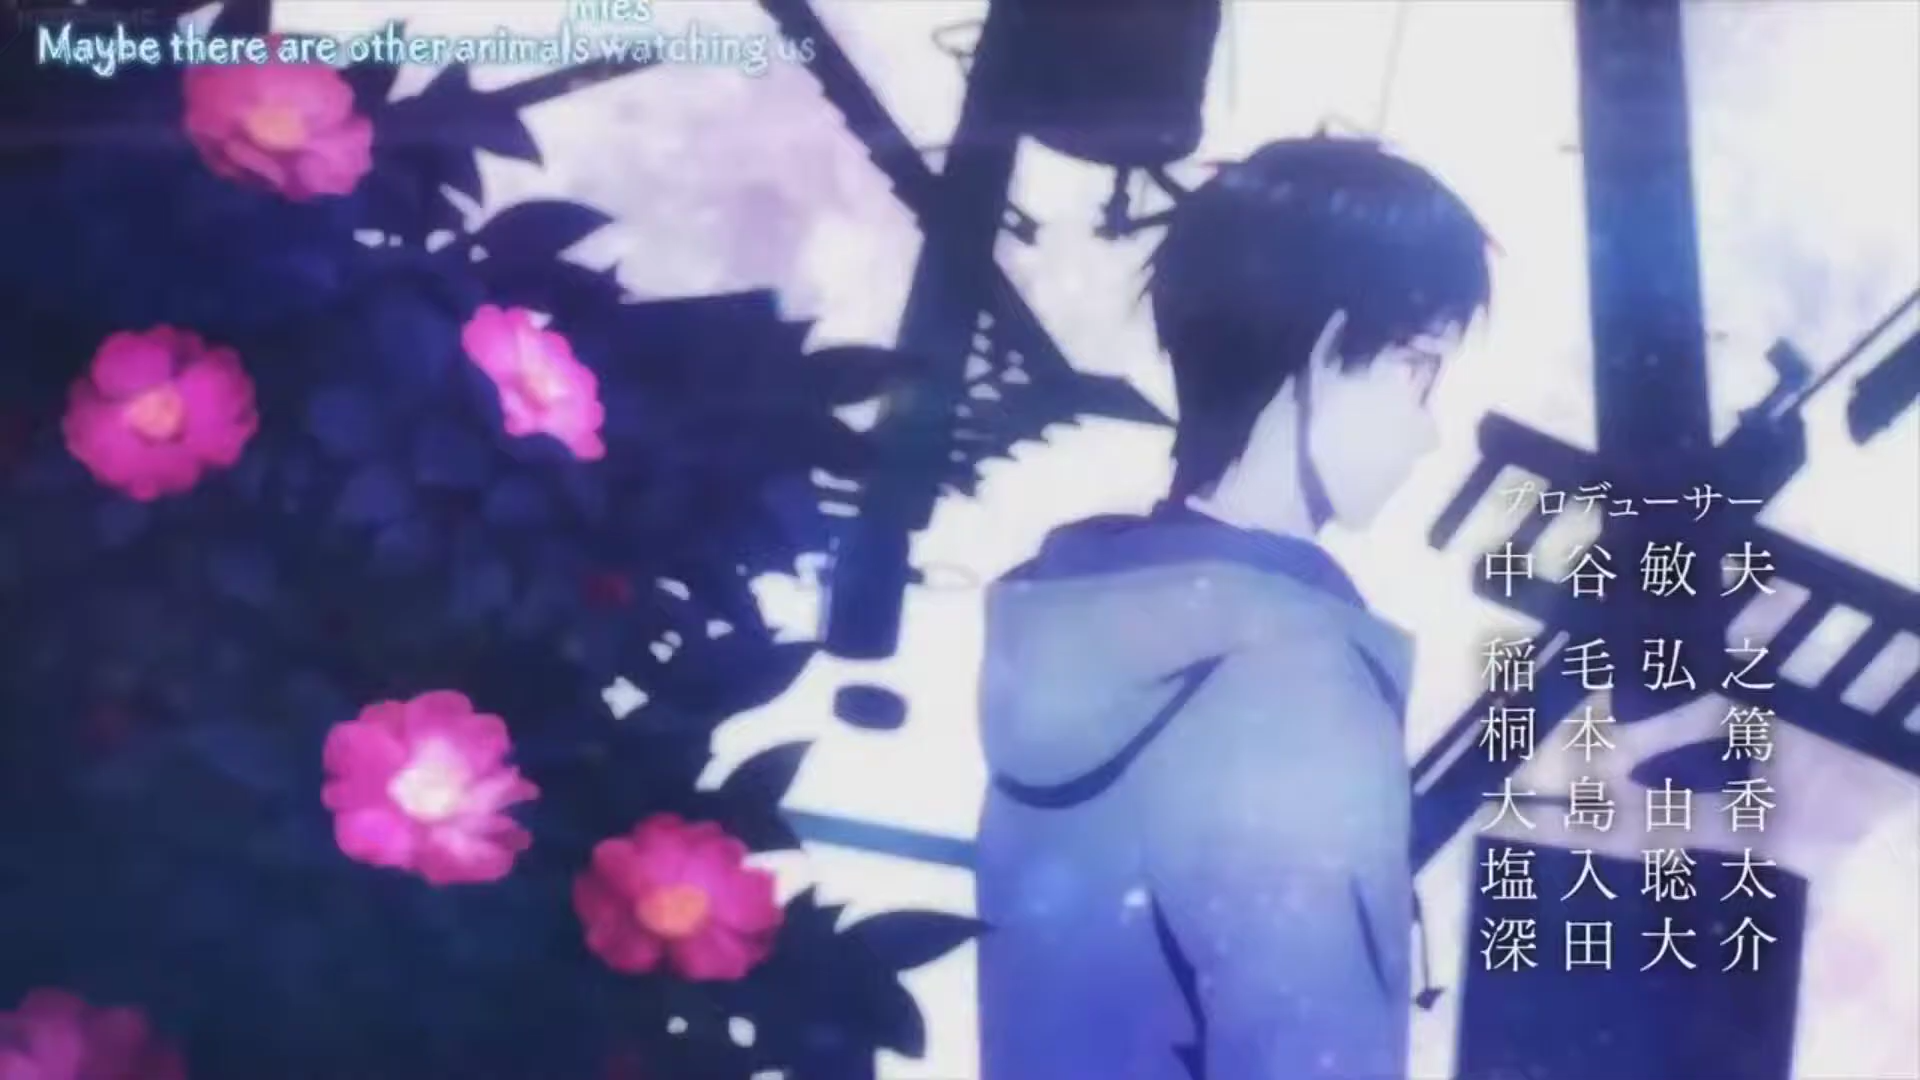 Maybe there are other animals watching us
プロデューサー
中谷敏夫
稲毛弘之
桐本 篤
大島由香
塩入聡太
深田大介